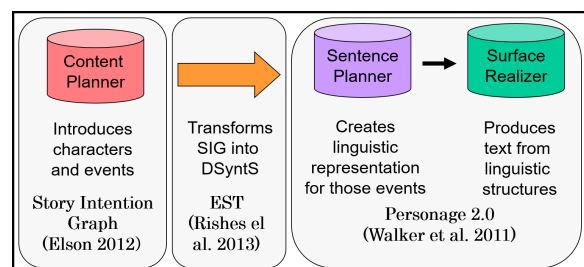 Content
Planner
Introduces
characters
and events
Story Intention
Graph
(Elson 2012)
Transforms
SIG into
DSyntS
EST
(Rishes el
al. 2013)
Sentence
Planner
Creates
linguistic
representation
for those events
Surface
Realizer
Produces
text from
linguistic
structures
Personage 2.0
(Walker et al. 2011)